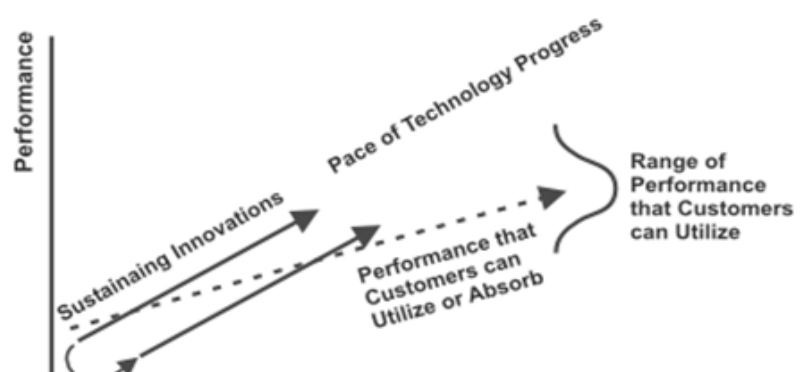 Performance
Pace of Technology Progress
Sustainaing Innovations
Range of
Performance
that Customers
can Utilize
Performance that
Customers can
Utilize or Absorb